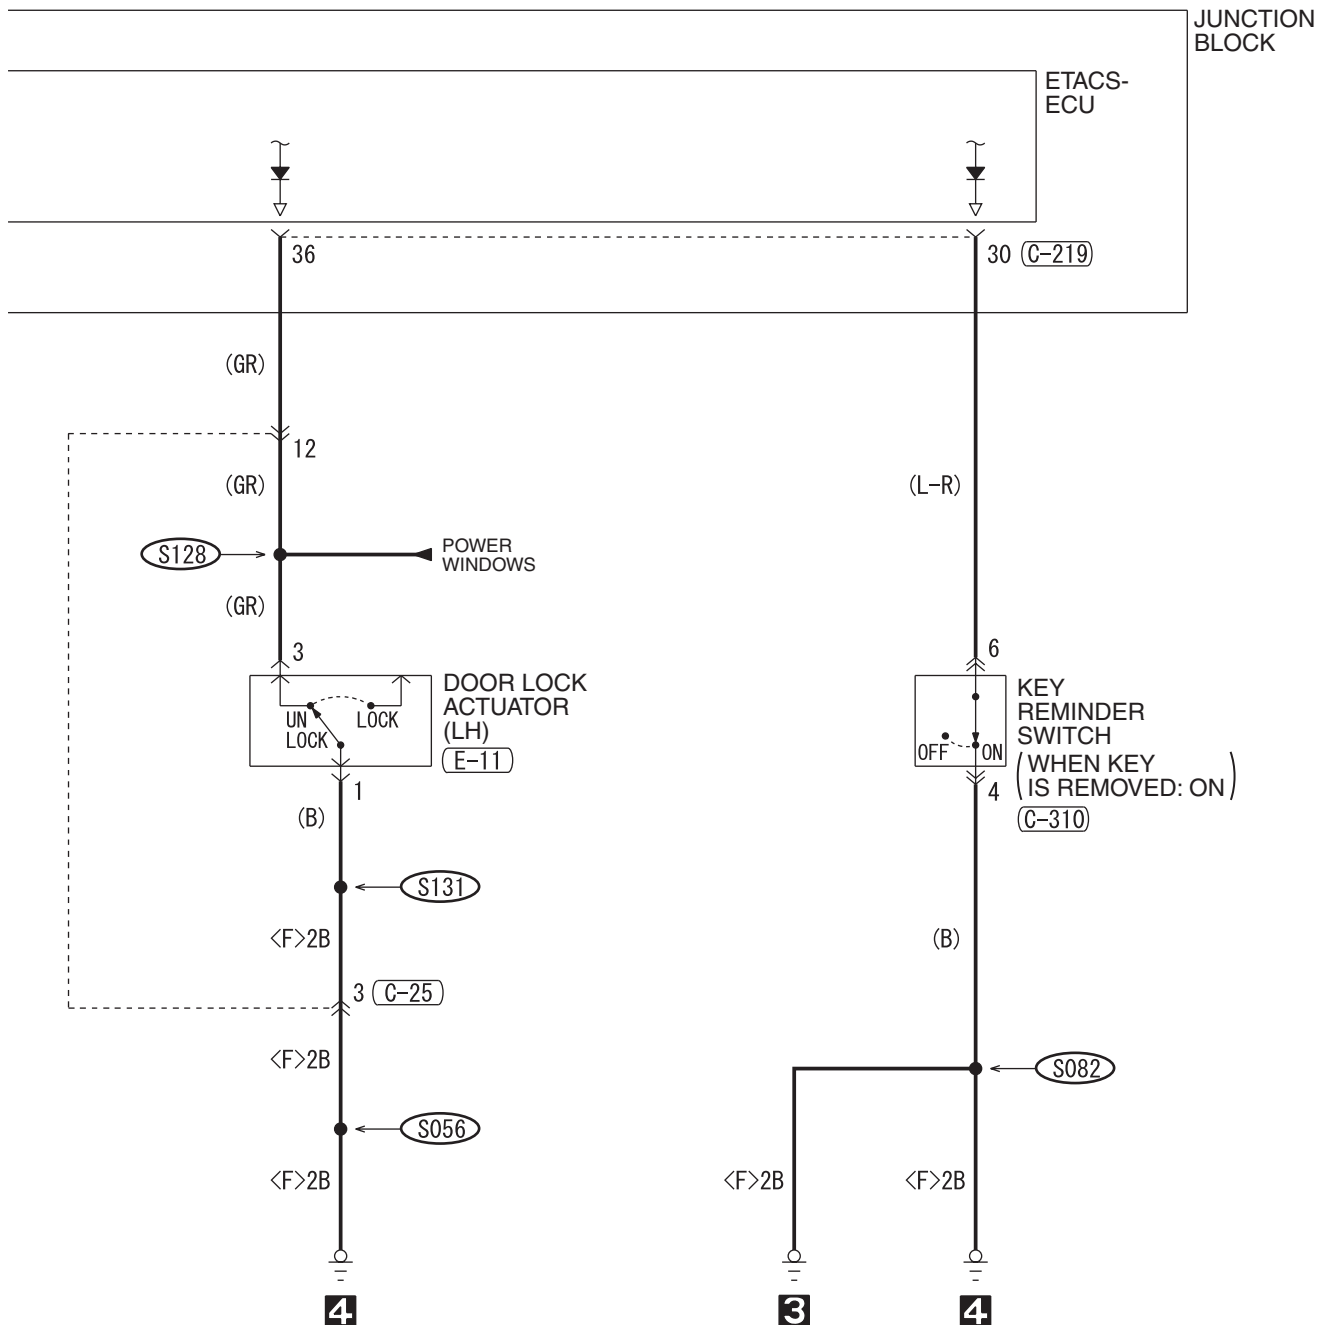 JUNCTION
BLOCK
ETACS-
ECU
36
30 C-219
(GR)
12
(GR)
(L-R)
S128
POWER
WINDOWS
(GR)
3
6
DOOR LOCK
ACTUATOR
(LH)
E-11
UN
LOCK
LOCK
KEY
REMINDER
SWITCH
(WHEN KEY
IS REMOVED: ON)
C-310
OFF
ON
1
4
(B)
S131
<F>2B
(B)
3 C-25
<F>2B
S082
S056
<F>2B
<F>2B
<F>2B
4
3
4